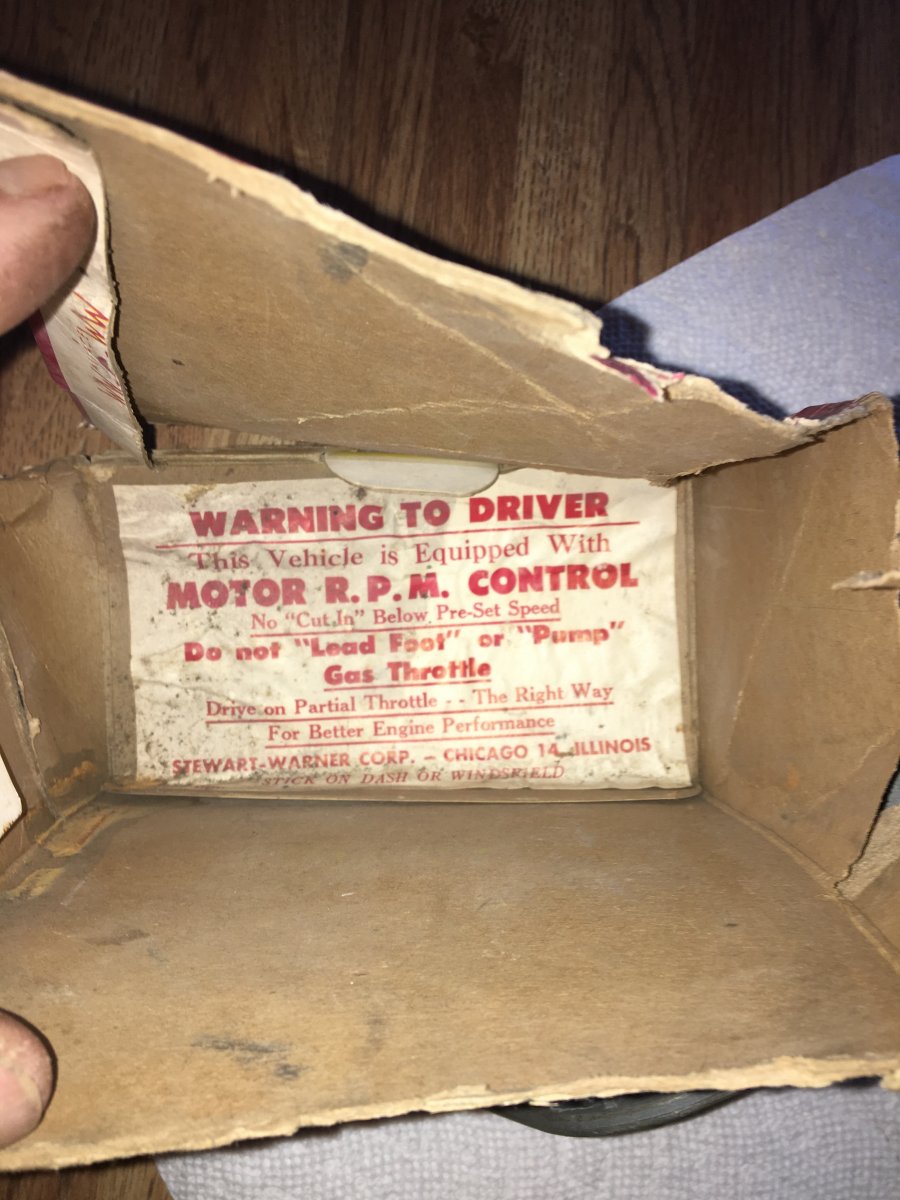 WARNING TO DRIVER
This Vehicle is Equipped With
MOTOR R.P.M. CONTROL
No "Cut In" Below Pre-Set Speed
Do not "Lead Foot" or "Pump"
Gas Throttle
Drive on Partial Throttle - - The Right Way
For Better Engine Performance
STEWART-WARNER CORP. - CHICAGO 14, ILLINOIS
STICK ON DASH OR WINDSHIELD